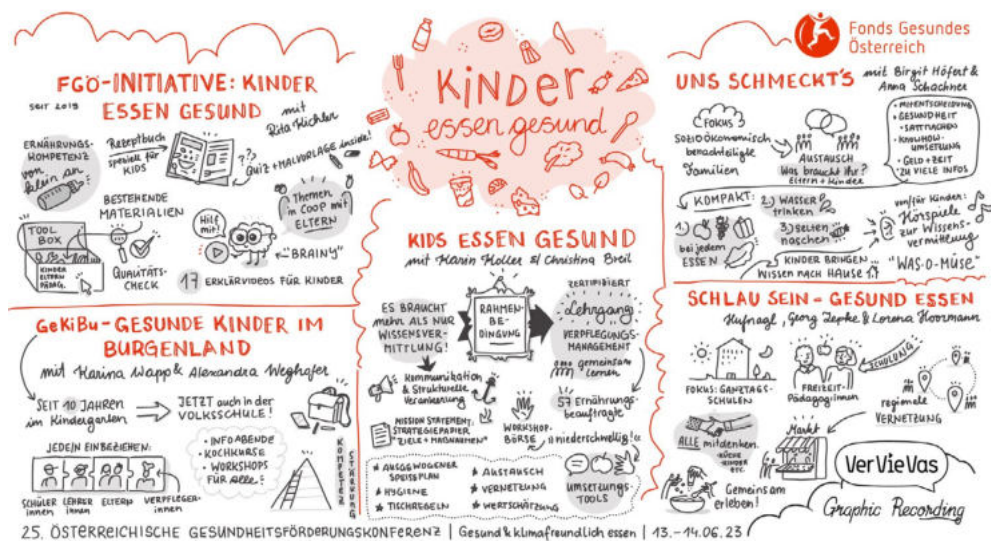 Fonds Gesundes
Österreich
Kinder
essen gesund
FGÖ-INITIATIVE: KINDER
ESSEN GESUND
SEIT 2019
mit
Rita Kichler
ERNÄHRUNGS-
KOMPETENZ
von
klein an
Rezeptbuch
speziell für
KIDS
??
Quiz + MALVORLAGE inside!
BESTEHENDE
MATERIALIEN
TOOL
BOX
KINDER
ELTERN
PÄDAG.
QUALITÄTS-
CHECK
Hilf
mit!
"BRAINY"
Themen
in COOP mit
ELTERN
17 ERKLÄRVIDEOS FÜR KINDER
GeKiBu - GESUNDE KINDER IM
BURGENLAND
mit Karina Wapp & Alexandra Weghofer
SEIT 10 JAHREN
im Kindergarten
JETZT auch in der
VOLKSSCHULE!
JEDE/N EINBEZIEHEN:
SCHÜLER
innen
LEHRER
innen
ELTERN
VERPFLEGER
innen
• INFOABENDE
• KOCHKURSE
• WORKSHOPS
FÜR alle!
KOMPETENZ
STÄRKUNG
KIDS ESSEN GESUND
mit Karin Koller & Christina Breil
ES BRAUCHT
mehr ALS NUR
WISSENSVER-
MITTLUNG!
RAHMEN-
BE-
DINGUNG
ZERTIFIZIERT
Lehrgang
VERPFLEGUNGS-
MANAGEMENT
gemeinsam
lernen
Kommunikation
& Strukturelle
Verankerung
57 Ernährungs-
beauftragte
MISSION STATEMENT:
STRATEGIEPAPIER
"ZIELE + MAßNAHMEN"
WORKSHOP-
BÖRSE
niederschwellig!
* AUSGEWOGENER
SPEISEPLAN
* HYGIENE
* TISCHREGELN
* AUSTAUSCH
* VERNETZUNG
* WERTSCHÄTZUNG
UMSETZUNGS-
TOOLS
UNS SCHMECKT'S
mit Birgit Höfert &
Anna Schachner
FOKUS
SOZIOÖKONOMISCH
benachteiligte
Familien
AUSTAUSCH
Was braucht ihr?
Eltern + Kinder
• MITENTSCHEIDUNG
• GESUNDHEIT
• SATTMACHEN
• KNOWHOW-
UMSETZUNG
• GELD + ZEIT
• ZU VIELE INFOS
KOMPAKT:
1.)
bei jedem
ESSEN
2.) WASSER
trinken
3.) selten
naschen
KINDER BRINGEN
Wissen nach HAUSE
von/für Kinder:
Hörspiele
zur Wissens-
vermittlung
"WAS-O-MÜSE"
SCHLAU SEIN - GESUND ESSEN
Hufnagl, Georg Zepke & Lorena Hoormann
FOKUS: GANZTAGS-
SCHULEN
FREIZEIT-
Pädagoginnen
SCHULUNG
regionale
VERNETZUNG
ALLE mitdenken
KÜCHE
KINDER
ETC.
Markt
food
Gemeinsam
erleben!
VerVieVas
Graphic Recording
25. ÖSTERREICHISCHE GESUNDHEITSFÖRDERUNGSKONFERENZ | Gesund & klimafreundlich essen | 13.-14.06.23